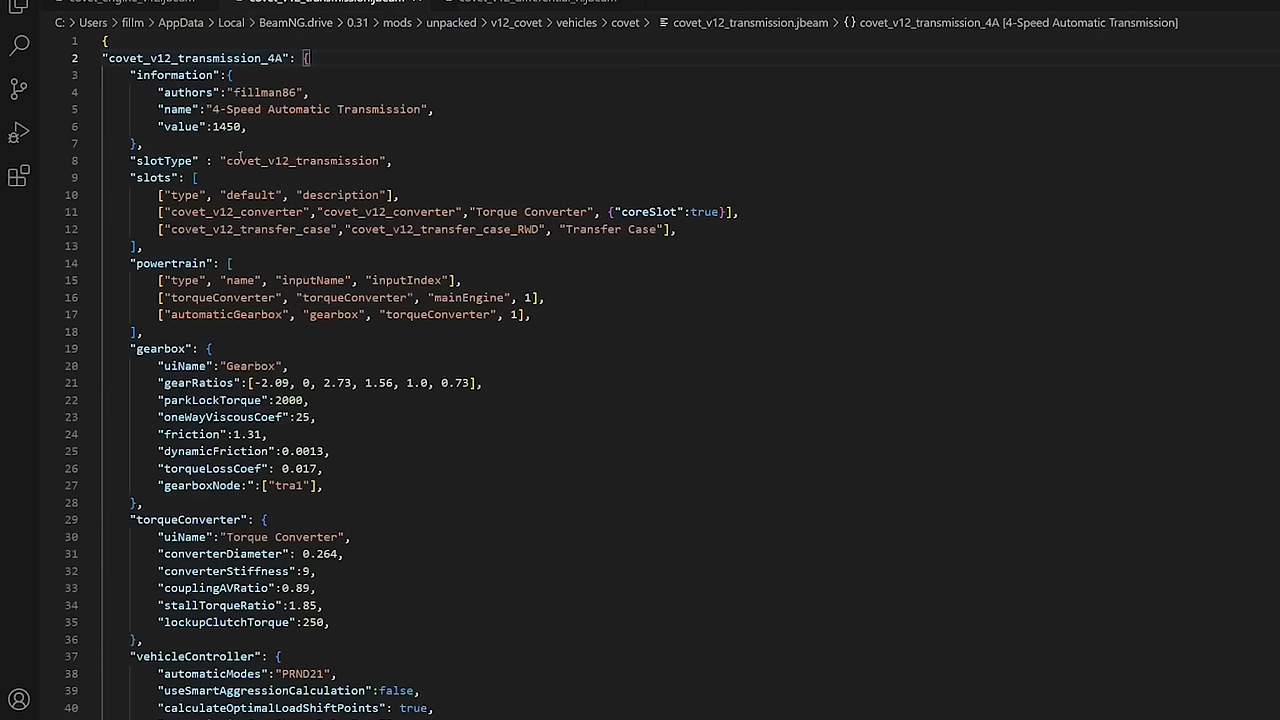 C: > Users > fillm > AppData > Local > BeamNG.drive > 0.31 > mods > unpacked > v12_covet > vehicles > covet > covet_v12_transmission.jbeam > {} covet_v12_transmission_4A [4-Speed Automatic Transmission]
1 {
2 "covet_v12_transmission_4A": {
3 "information":{
4 "authors":"fillman86",
5 "name":"4-Speed Automatic Transmission",
6 "value":1450,
7 },
8 "slotType" : "covet_v12_transmission",
9 "slots": [
10 ["type", "default", "description"],
11 ["covet_v12_converter","covet_v12_converter","Torque Converter", {"coreSlot":true}],
12 ["covet_v12_transfer_case","covet_v12_transfer_case_RWD", "Transfer Case"],
13 ],
14 "powertrain": [
15 ["type", "name", "inputName", "inputIndex"],
16 ["torqueConverter", "torqueConverter", "mainEngine", 1],
17 ["automaticGearbox", "gearbox", "torqueConverter", 1],
18 ],
19 "gearbox": {
20 "uiName":"Gearbox",
21 "gearRatios":[-2.09, 0, 2.73, 1.56, 1.0, 0.73],
22 "parkLockTorque":2000,
23 "oneWayViscousCoef":25,
24 "friction":1.31,
25 "dynamicFriction":0.0013,
26 "torqueLossCoef": 0.017,
27 "gearboxNode:":["tra1"],
28 },
29 "torqueConverter": {
30 "uiName":"Torque Converter",
31 "converterDiameter": 0.264,
32 "converterStiffness":9,
33 "couplingAVRatio":0.89,
34 "stallTorqueRatio":1.85,
35 "lockupClutchTorque":250,
36 },
37 "vehicleController": {
38 "automaticModes":"PRND21",
39 "useSmartAggressionCalculation":false,
40 "calculateOptimalLoadShiftPoints": true,